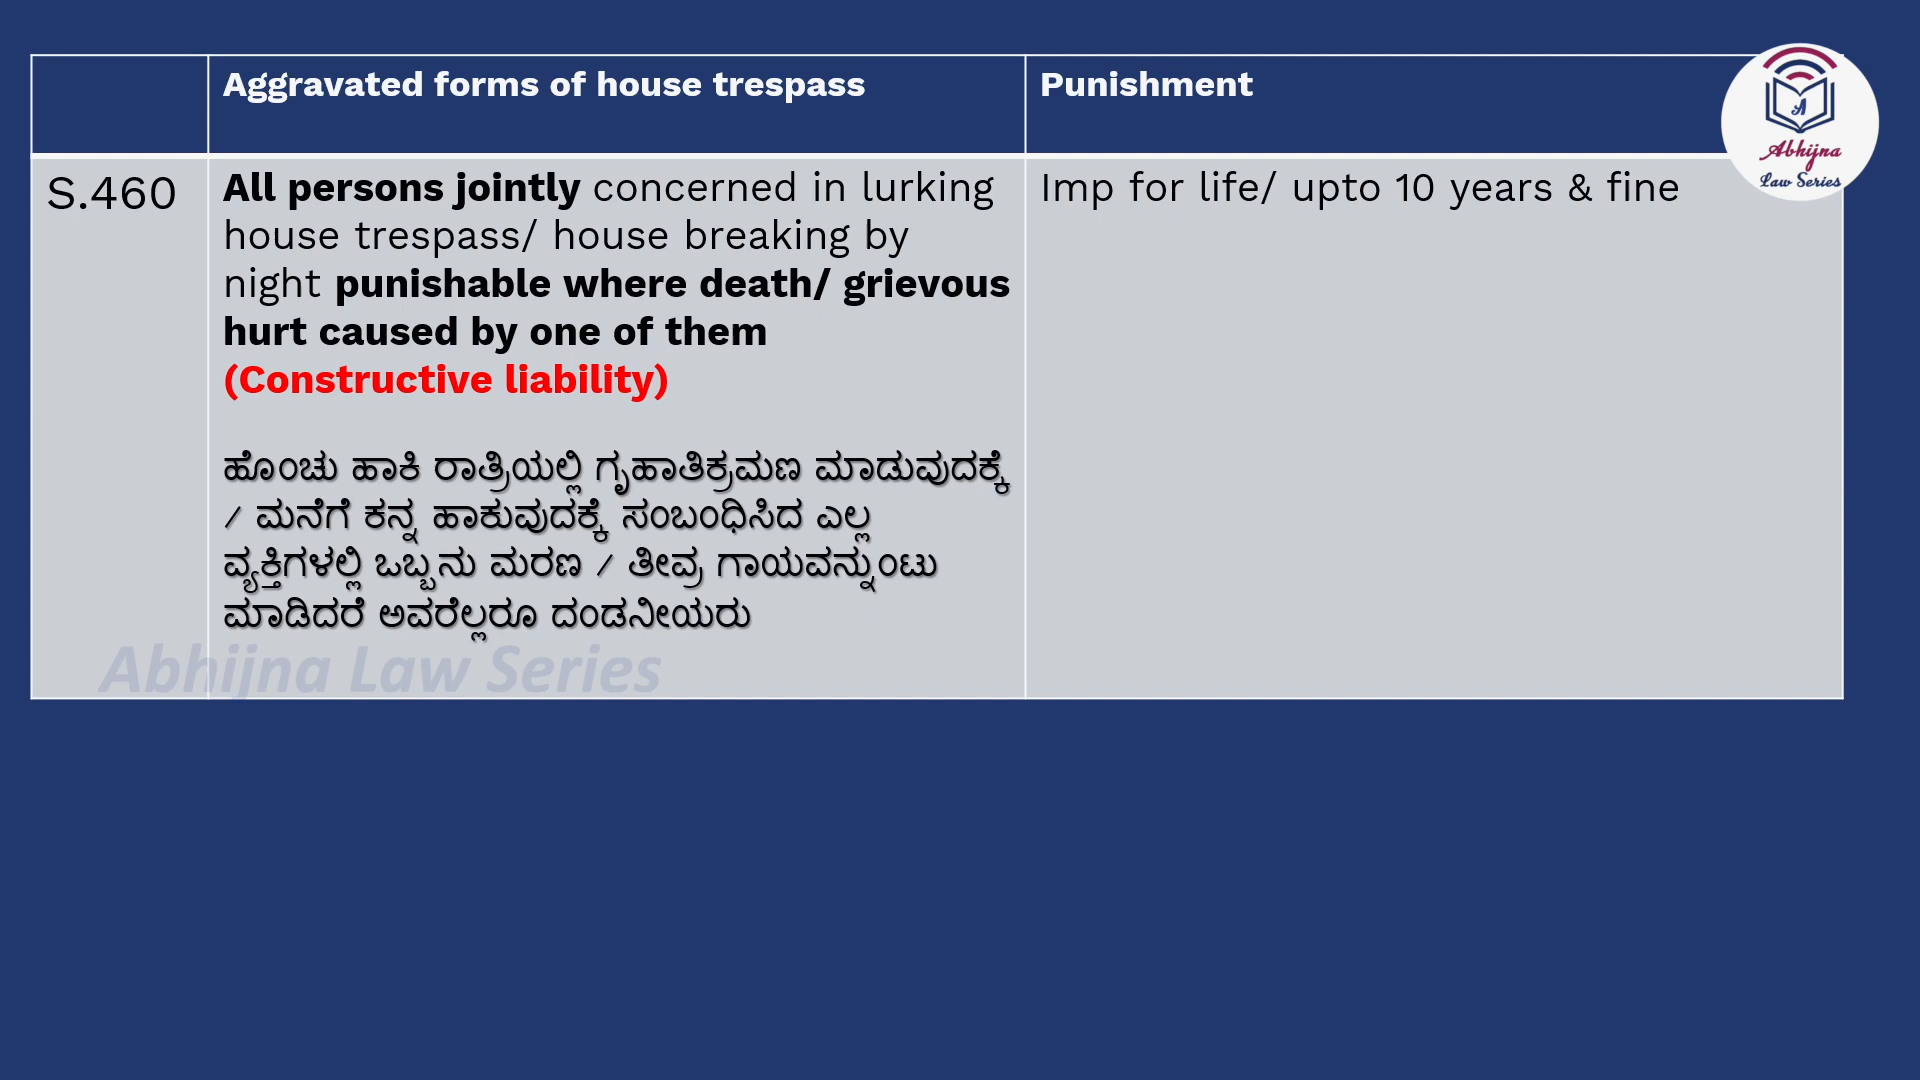 Aggravated forms of house trespass
Punishment
S.460
All persons jointly concerned in lurking
house trespass/ house breaking by
night punishable where death/ grievous
hurt caused by one of them
(Constructive liability)
ಹೊಂಚು ಹಾಕಿ ರಾತ್ರಿಯಲ್ಲಿ ಗೃಹಾತಿಕ್ರಮಣ ಮಾಡುವುದಕ್ಕೆ
/ ಮನೆಗೆ ಕನ್ನ ಹಾಕುವುದಕ್ಕೆ ಸಂಬಂಧಿಸಿದ ಎಲ್ಲ
ವ್ಯಕ್ತಿಗಳಲ್ಲಿ ಒಬ್ಬನು ಮರಣ / ತೀವ್ರ ಗಾಯವನ್ನುಂಟು
ಮಾಡಿದರೆ ಅವರೆಲ್ಲರೂ ದಂಡನೀಯರು
Imp for life/ upto 10 years & fine
A
Abhijna
Law Series
Abhijna Law Series